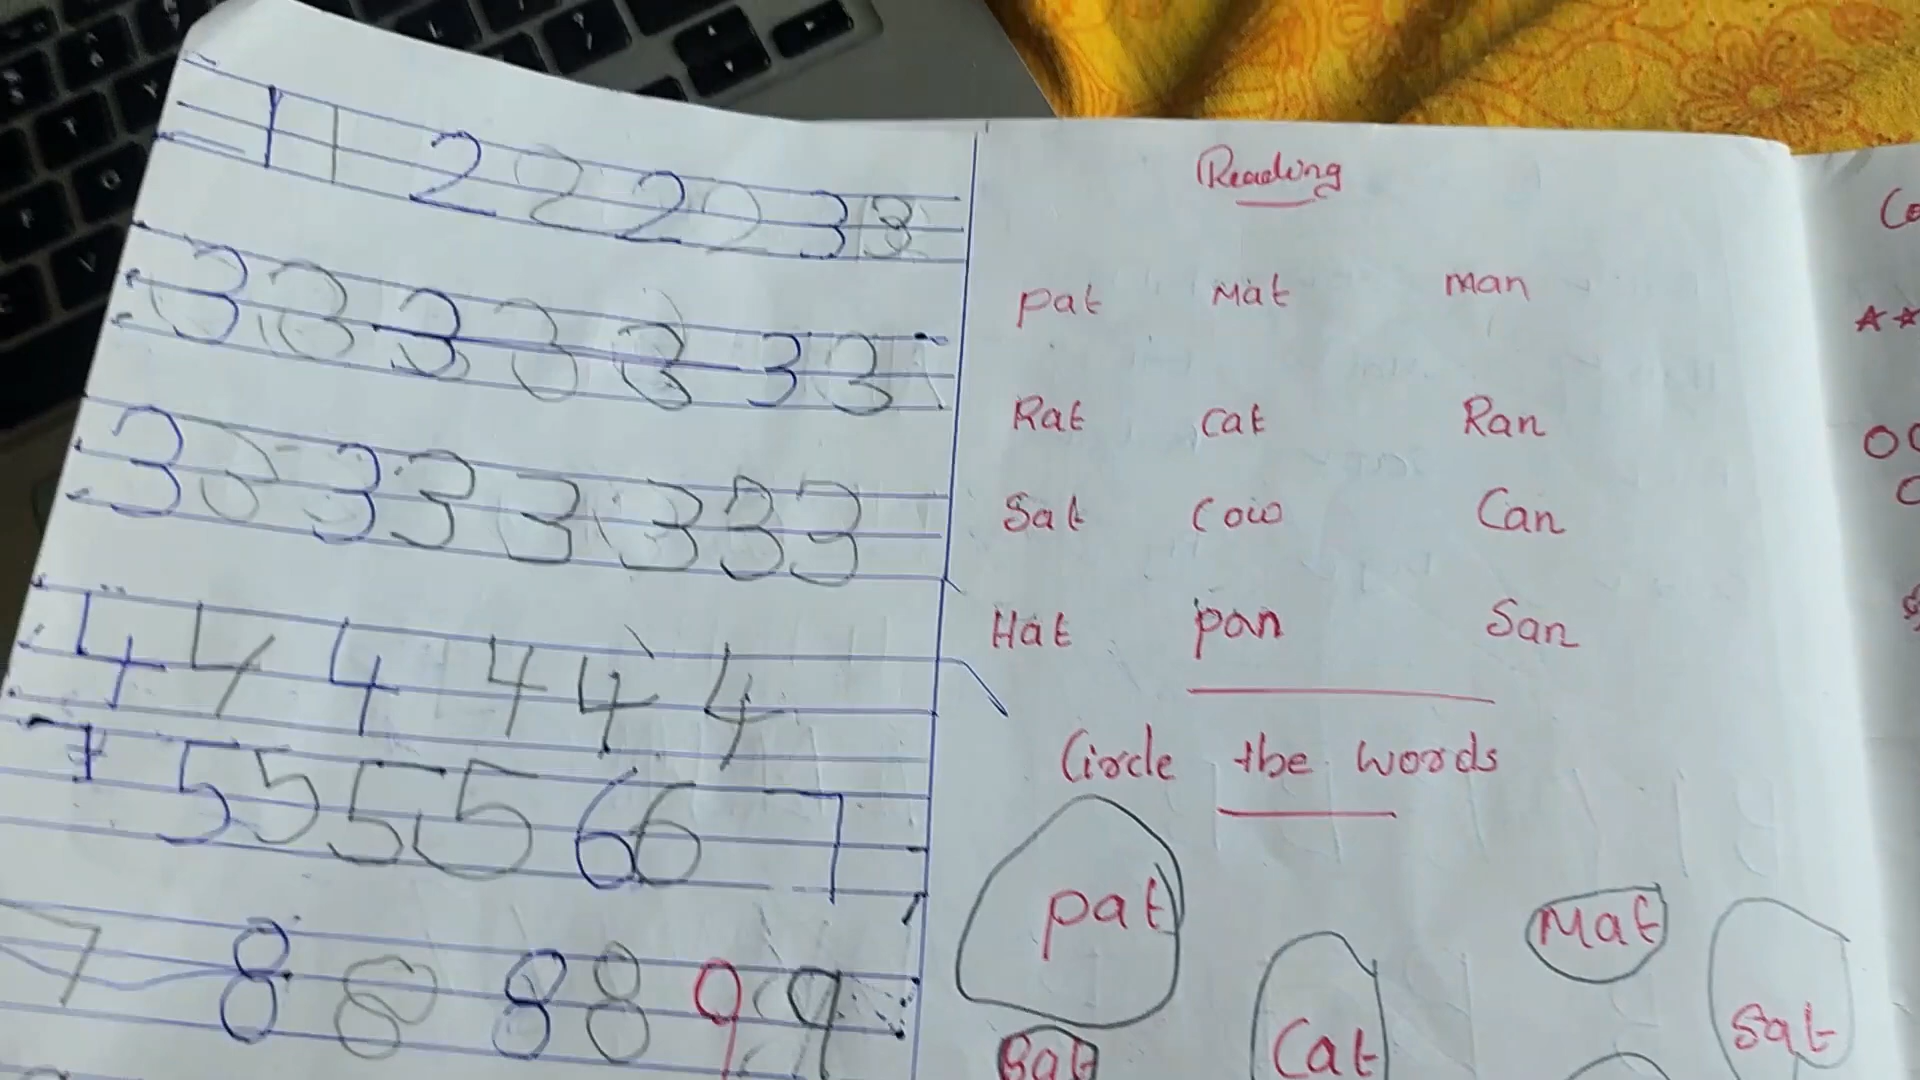 1 1 2 2 2 2 3 3
3 3 3 3 3 3 3
3 3 3 3 3 3 3 3
4 4 4 4 4 4
5 5 5 5 6 6 7
7 8 8 8 8 9 9
Reading
pat Mat man
Rat cat Ran
Sat Cow Can
Hat pan San
Circle the words
pat Mat
Cat Sat